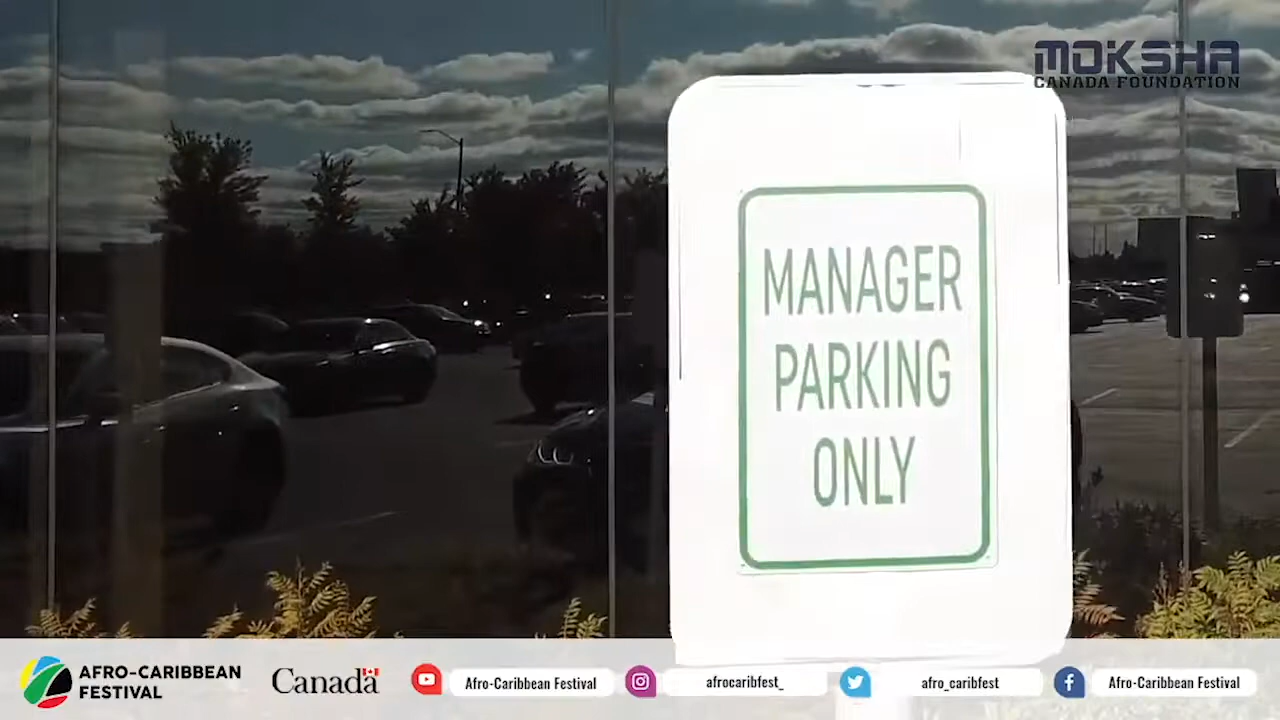 MOKSHA
CANADA FOUNDATION
MANAGER
PARKING
ONLY
AFRO-CARIBBEAN
FESTIVAL
Canada
Afro-Caribbean Festival
afrocaribfest_
afro_caribfest
Afro-Caribbean Festival